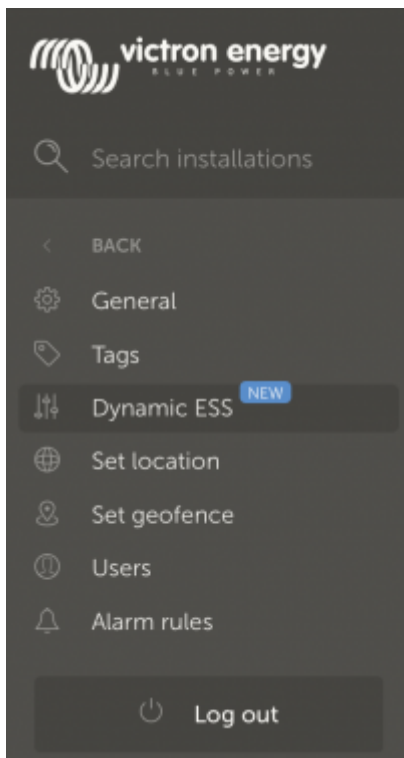 victron energy
BLUE POWER
Search installations
BACK
General
Tags
Dynamic ESS NEW
Set location
Set geofence
Users
Alarm rules
Log out